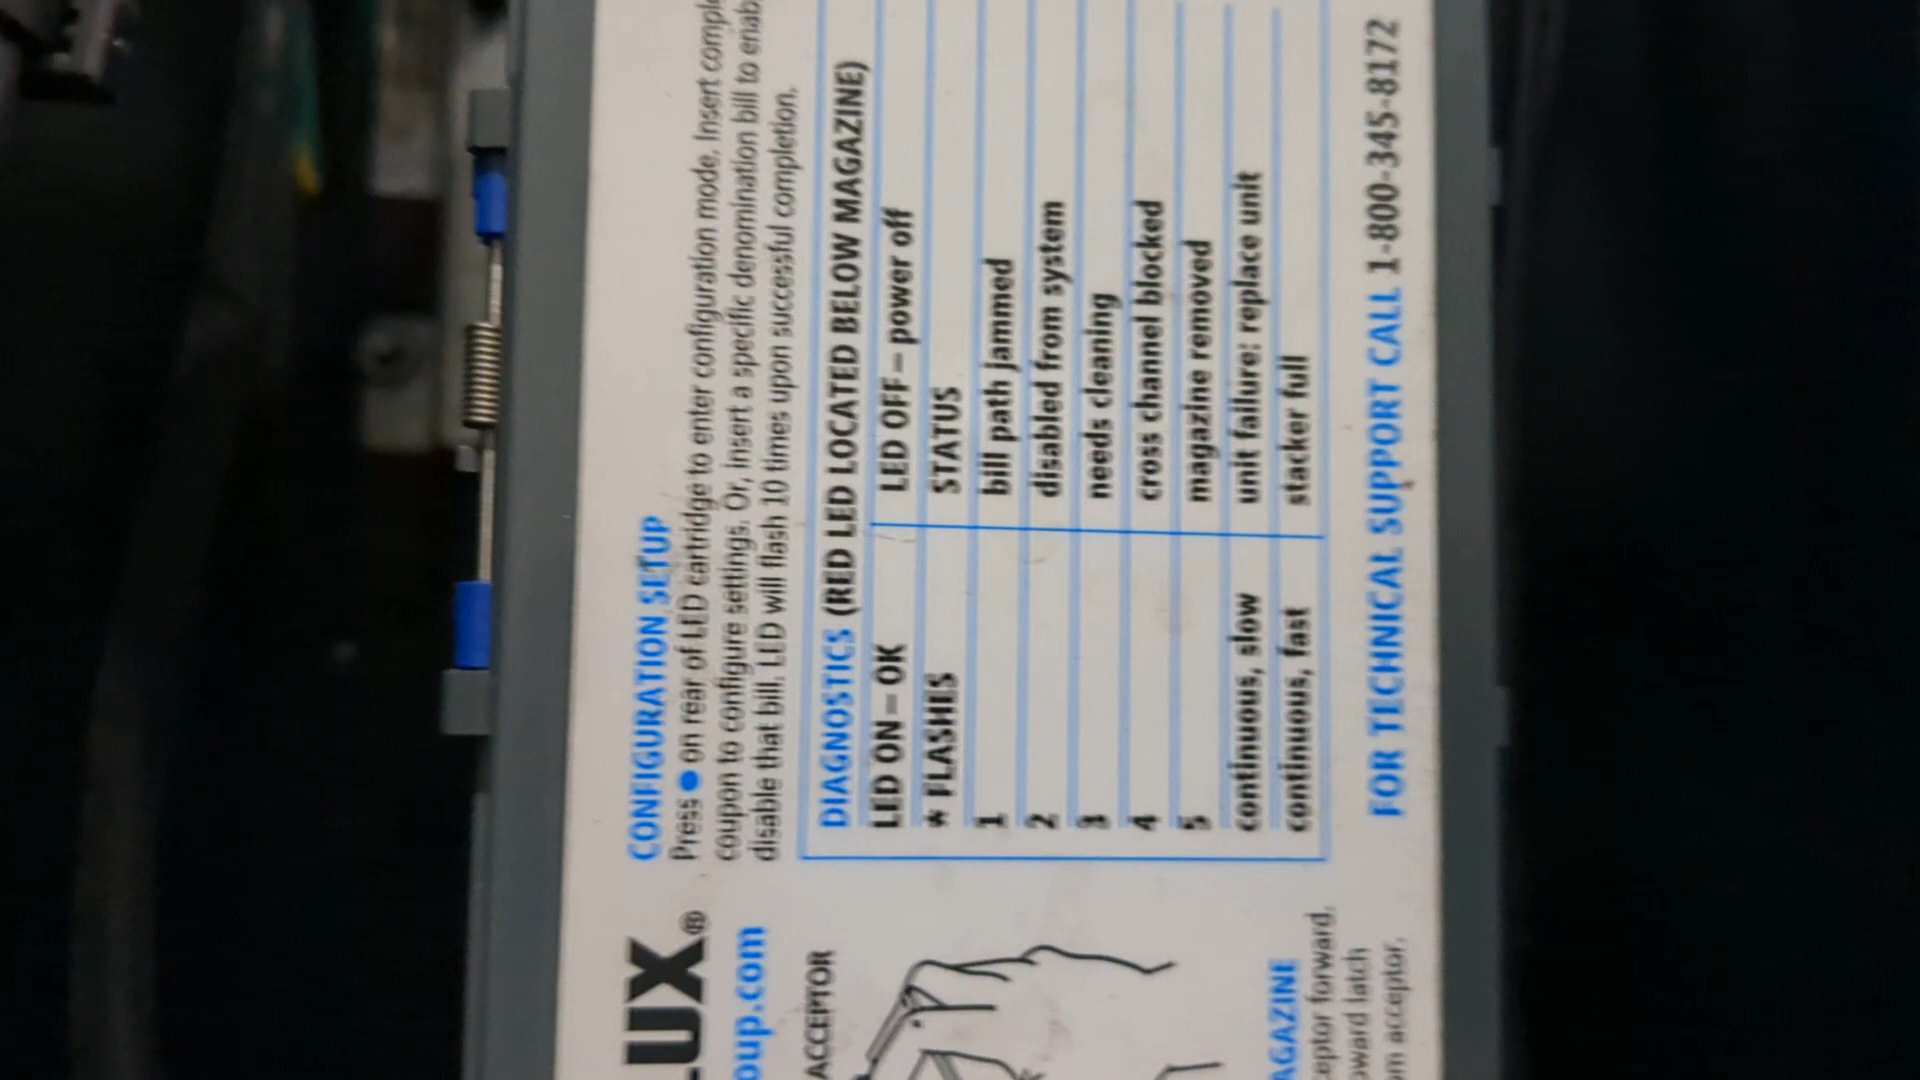 LUX®
oup.com
ACCEPTOR
AGAZINE
ceptor forward.
oward latch
om acceptor.
CONFIGURATION SETUP
Press ● on rear of LED cartridge to enter configuration mode. Insert comple
coupon to configure settings. Or, insert a specific denomination bill to enab
disable that bill. LED will flash 10 times upon successful completion.
DIAGNOSTICS (RED LED LOCATED BELOW MAGAZINE)
LED ON – OK LED OFF – power off
* FLASHES STATUS
1 bill path jammed
2 disabled from system
3 needs cleaning
4 cross channel blocked
5 magazine removed
continuous, slow unit failure: replace unit
continuous, fast stacker full
FOR TECHNICAL SUPPORT CALL 1-800-345-8172